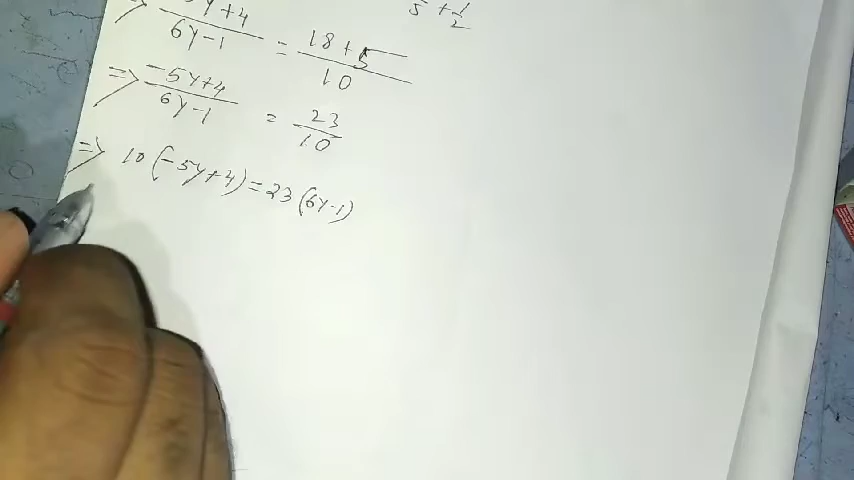 5 + 1/2
=> -5y+4/6y-1 = 18+5/10
=> -5y+4/6y-1 = 23/10
=> 10(-5y+4) = 23(6y-1)